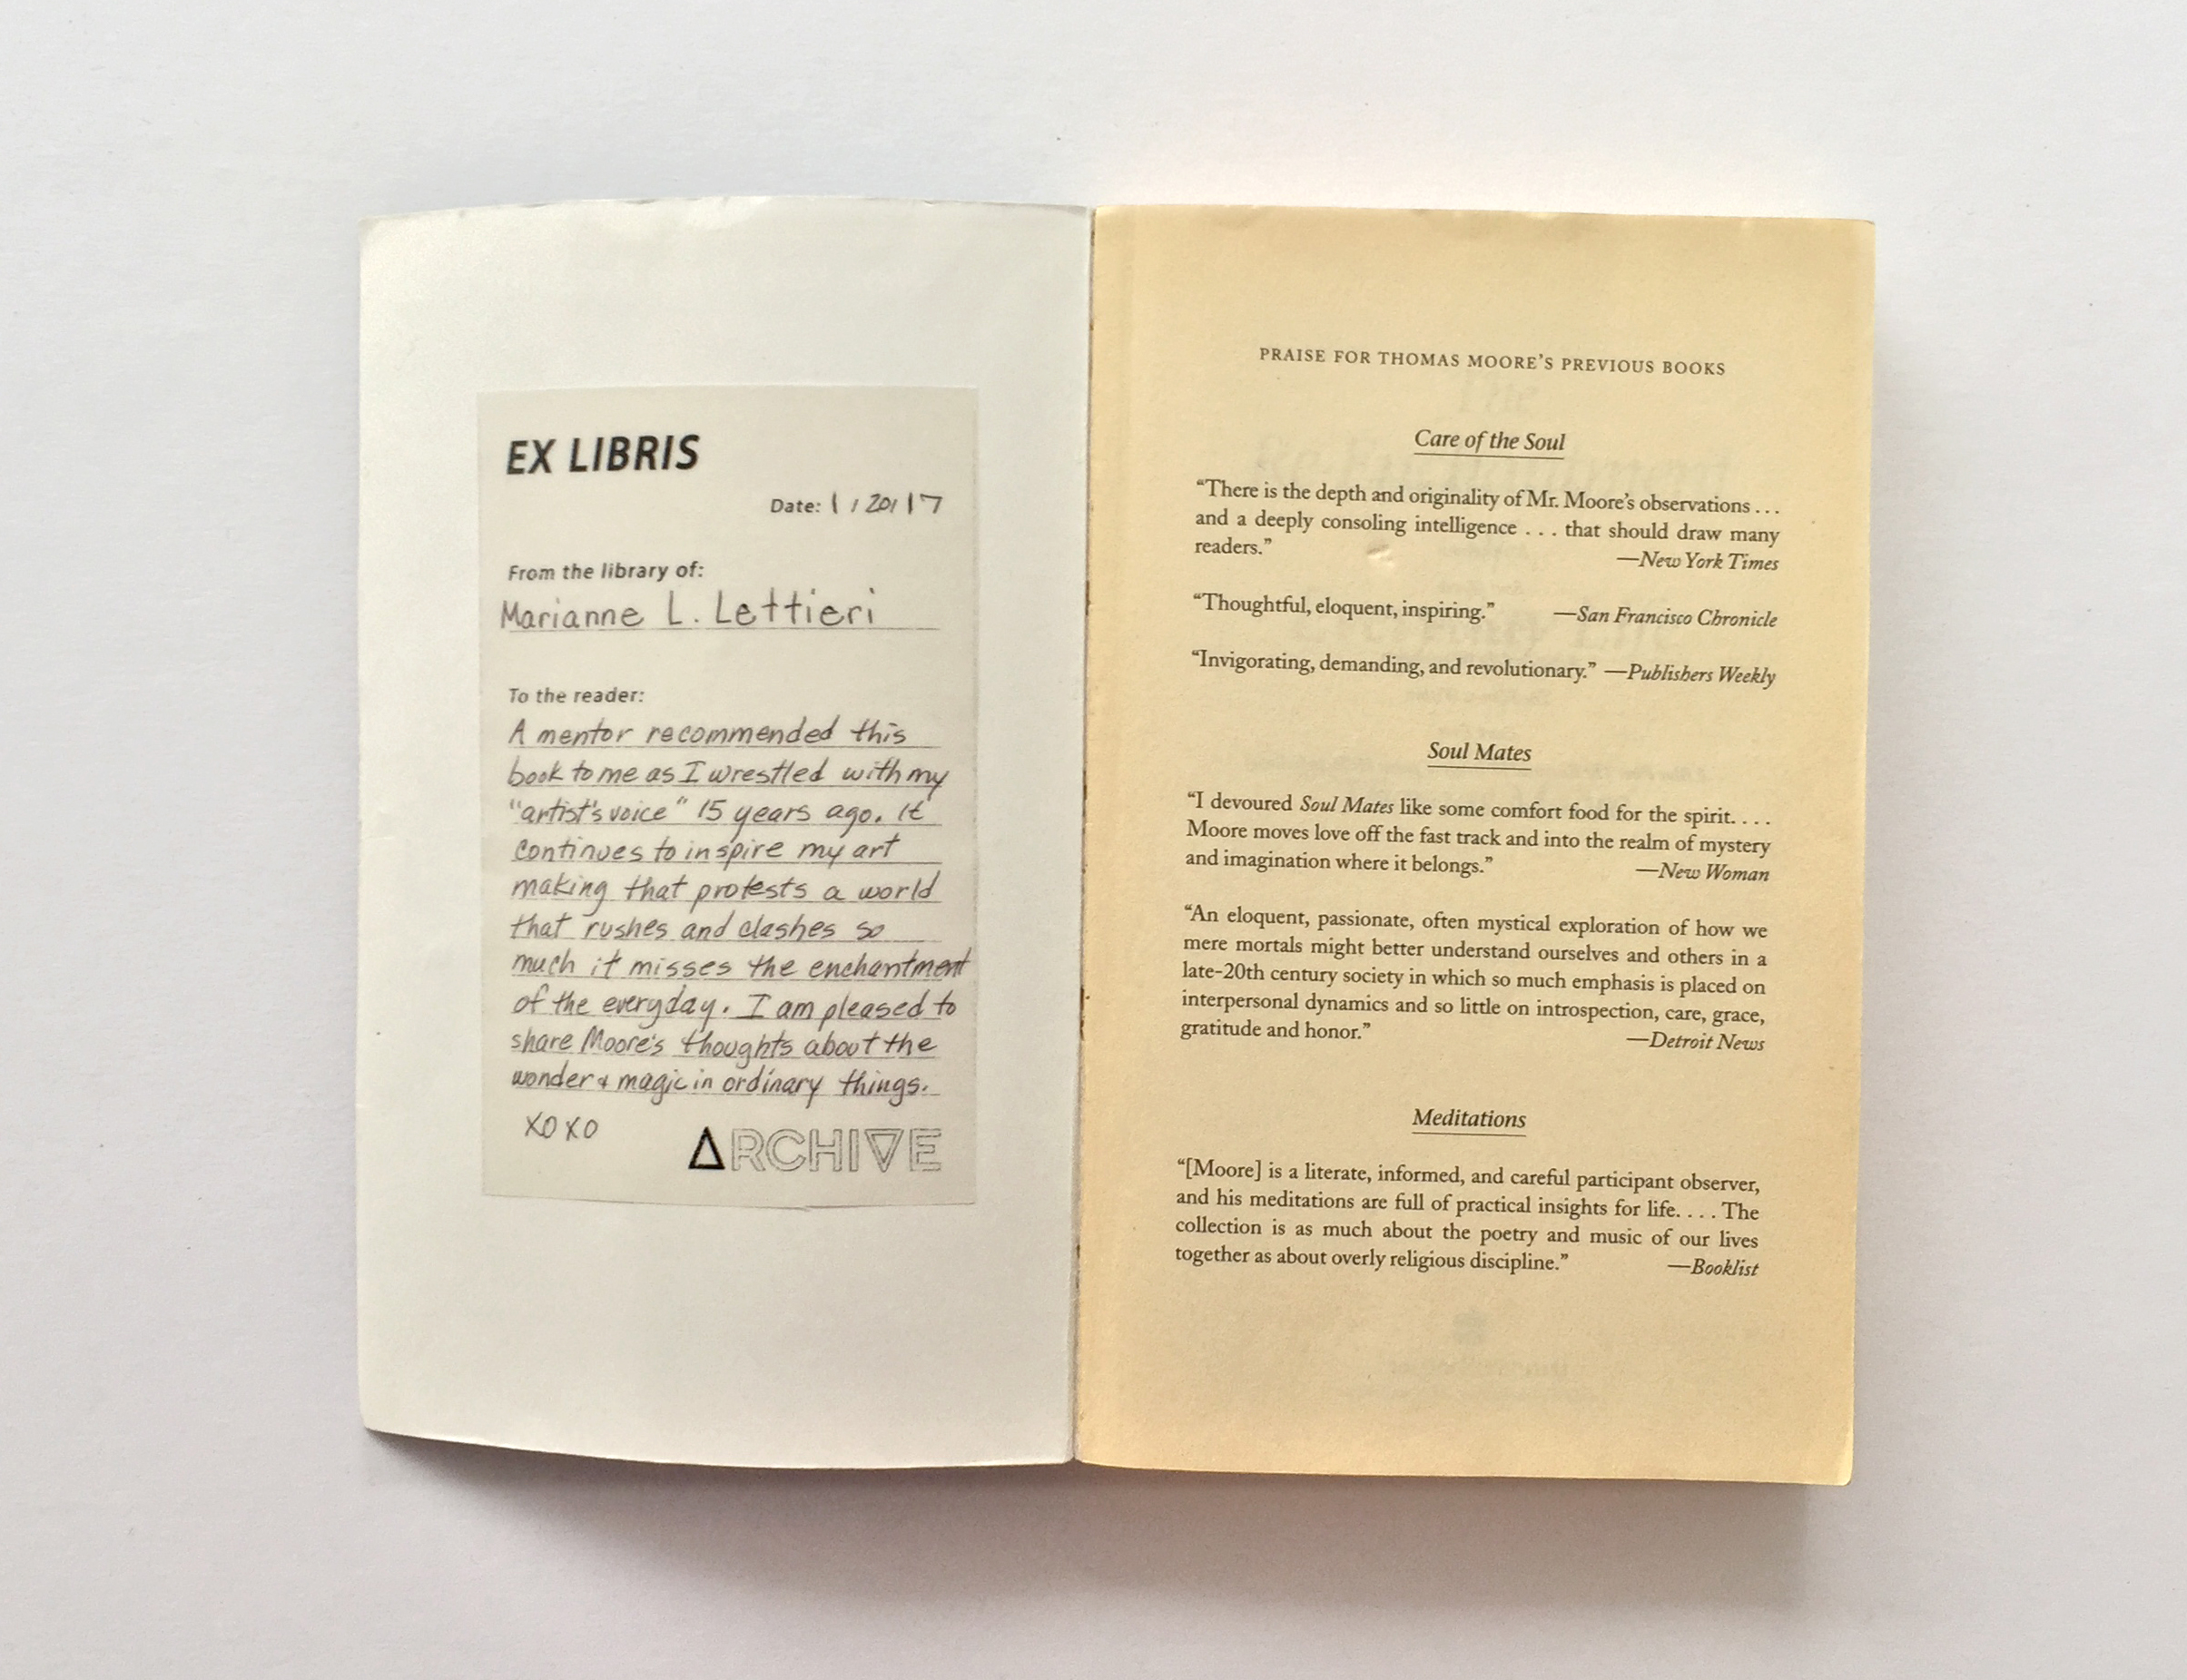 EX LIBRIS
Date: 1 / 20 / 17
From the library of:
Marianne L. Lettieri
To the reader:
A mentor recommended this
book to me as I wrestled with my
"artist's voice" 15 years ago. It
continues to inspire my art
making that protests a world
that rushes and clashes so
much it misses the enchantment
of the everyday. I am pleased to
share Moore's thoughts about the
wonder & magic in ordinary things.
XOXO
ARCHIVE
PRAISE FOR THOMAS MOORE'S PREVIOUS BOOKS
Care of the Soul
“There is the depth and originality of Mr. Moore's observations . . .
and a deeply consoling intelligence . . . that should draw many
readers.” —New York Times
“Thoughtful, eloquent, inspiring.” —San Francisco Chronicle
“Invigorating, demanding, and revolutionary.” —Publishers Weekly
Soul Mates
“I devoured Soul Mates like some comfort food for the spirit. . . .
Moore moves love off the fast track and into the realm of mystery
and imagination where it belongs.” —New Woman
“An eloquent, passionate, often mystical exploration of how we
mere mortals might better understand ourselves and others in a
late-20th century society in which so much emphasis is placed on
interpersonal dynamics and so little on introspection, care, grace,
gratitude and honor.” —Detroit News
Meditations
“[Moore] is a literate, informed, and careful participant observer,
and his meditations are full of practical insights for life. . . . The
collection is as much about the poetry and music of our lives
together as about overly religious discipline.” —Booklist